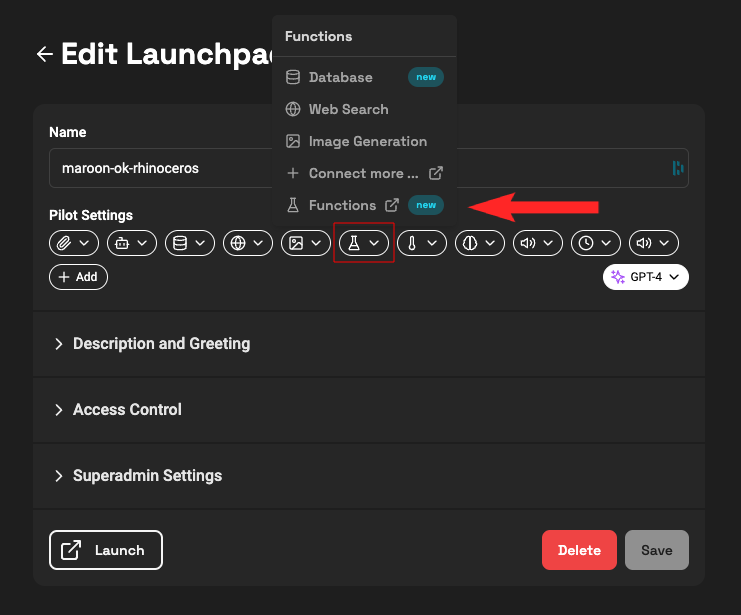 Functions
Edit Launchpa
Database new
Web Search
Name
Image Generation
maroon-ok-rhinoceros
Connect more ...
Functions new
Pilot Settings
Add
GPT-4
Description and Greeting
Access Control
Superadmin Settings
Launch
Delete
Save